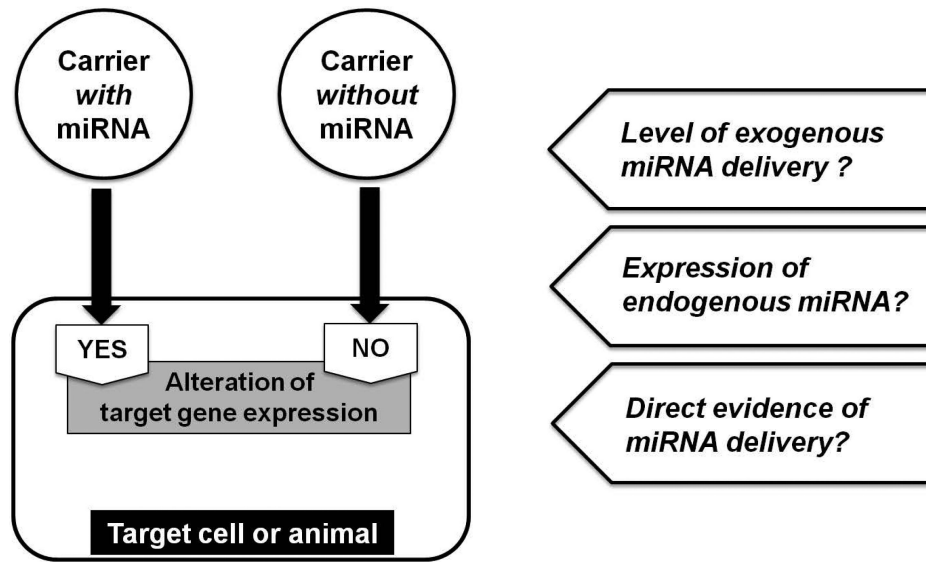 Carrier
with
miRNA
Carrier
without
miRNA
YES
NO
Alteration of
target gene expression
Target cell or animal
Level of exogenous
miRNA delivery ?
Expression of
endogenous miRNA?
Direct evidence of
miRNA delivery?